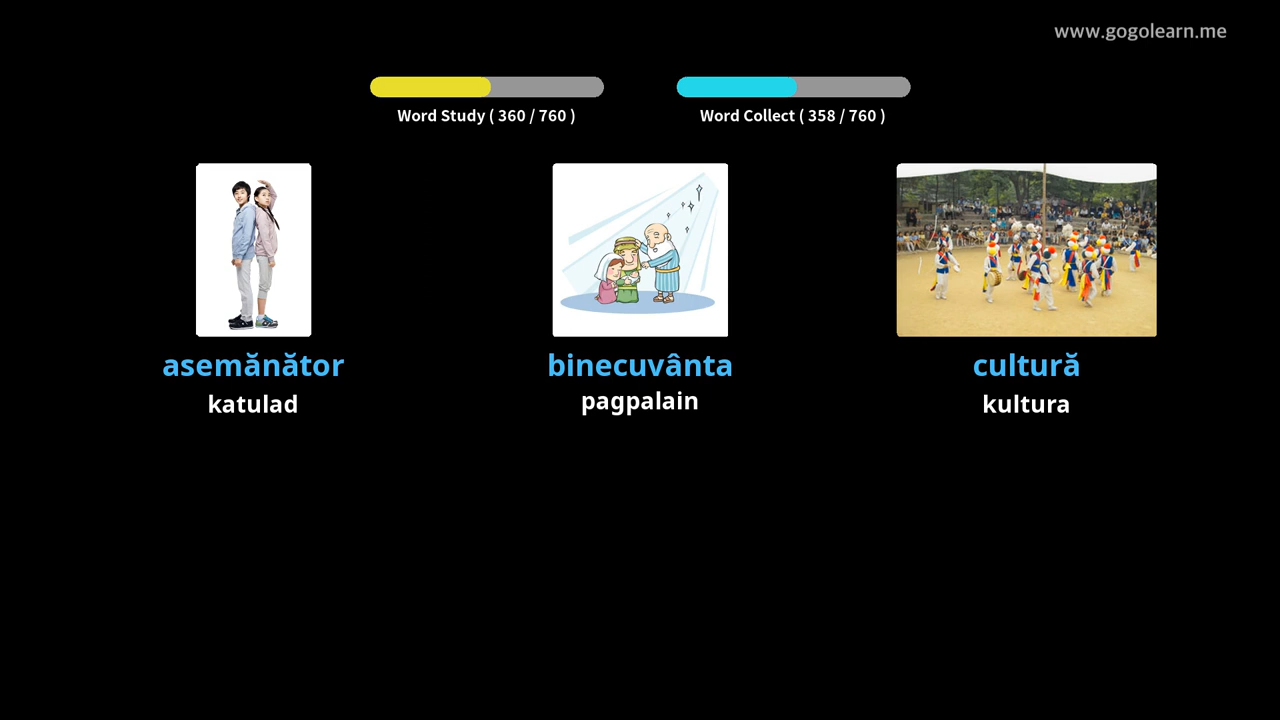 www.gogolearn.me
Word Study ( 360 / 760 )
Word Collect ( 358 / 760 )
asemănător
katulad
binecuvânta
pagpalain
cultură
kultura